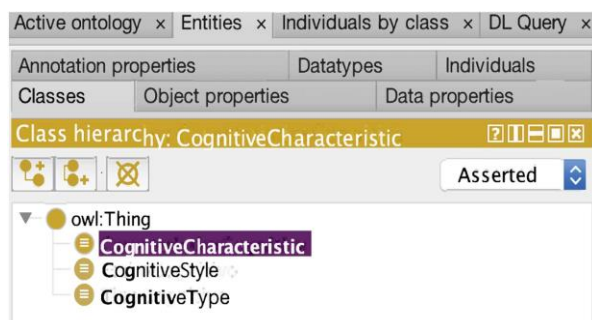 Active ontology × Entities × Individuals by class × DL Query ×
Annotation properties Datatypes Individuals
Classes Object properties Data properties
Class hierarchy: CognitiveCharacteristic
Asserted
owl:Thing
CognitiveCharacteristic
CognitiveStyle
CognitiveType